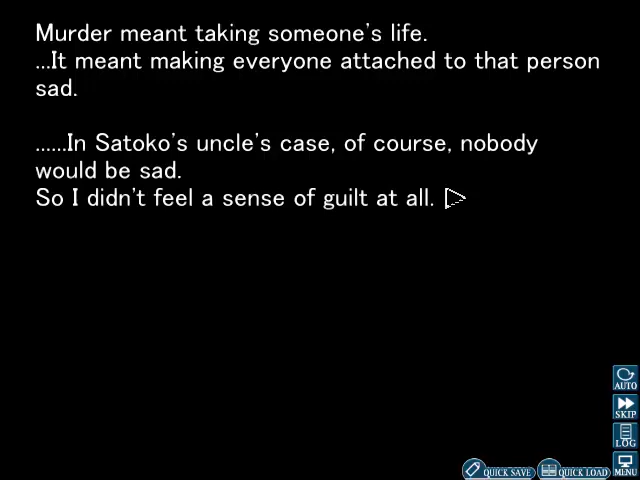 Murder meant taking someone's life.
...It meant making everyone attached to that person
sad.
......In Satoko's uncle's case, of course, nobody
would be sad.
So I didn't feel a sense of guilt at all.
AUTO
SKIP
LOG
MENU
QUICK SAVE
QUICK LOAD